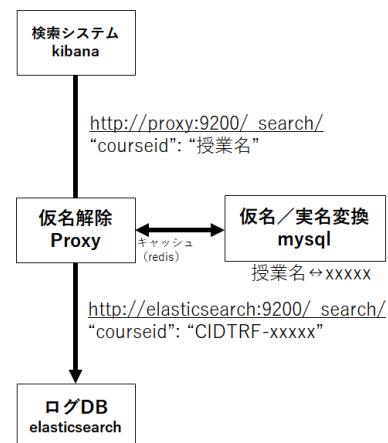 検索システム
kibana
http://proxy:9200/_search/
“courseid”: “授業名”
仮名解除
Proxy
キャッシュ
(redis)
仮名／実名変換
mysql
授業名↔xxxxx
http://elasticsearch:9200/_search/
“courseid”: “CIDTRF-xxxxx”
ログDB
elasticsearch